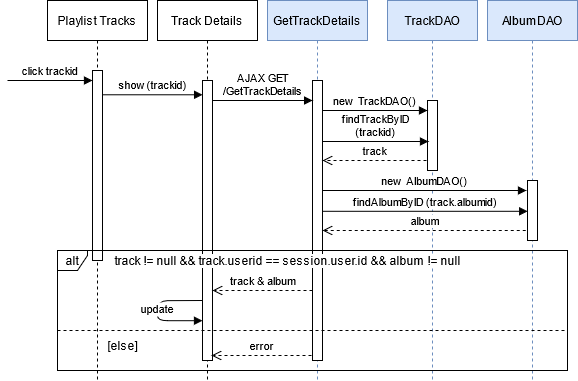 Playlist Tracks
Track Details
GetTrackDetails
TrackDAO
AlbumDAO
click trackid
show (trackid)
AJAX GET
/GetTrackDetails
new TrackDAO()
findTrackByID
(trackid)
track
new AlbumDAO()
findAlbumByID (track.albumid)
album
alt
track != null && track.userid == session.user.id && album != null
track & album
update
[else]
error